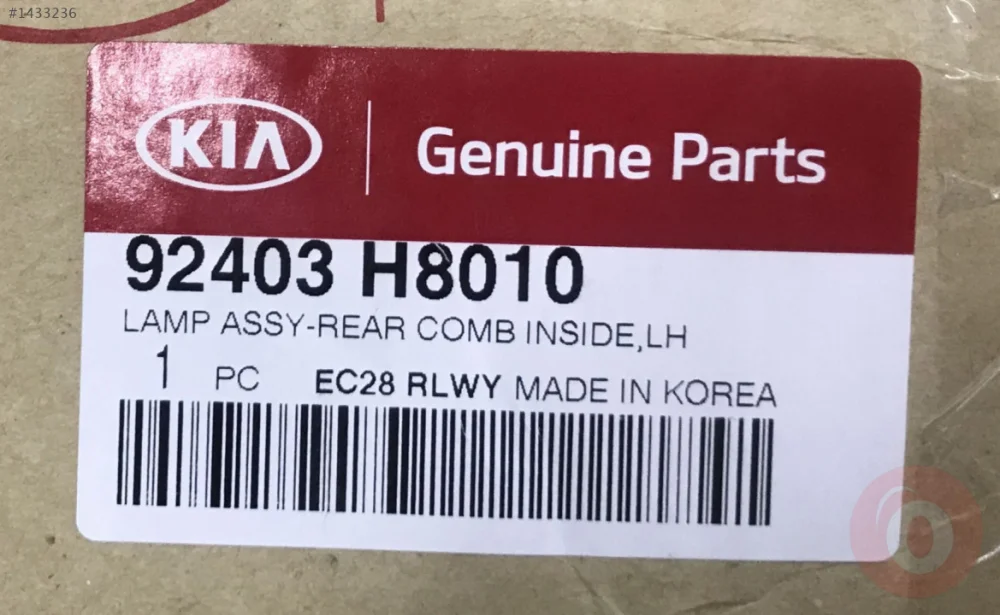 #1433236
KIA
Genuine Parts
92403 H8010
LAMP ASSY-REAR COMB INSIDE,LH
1 PC EC28 RLWY MADE IN KOREA